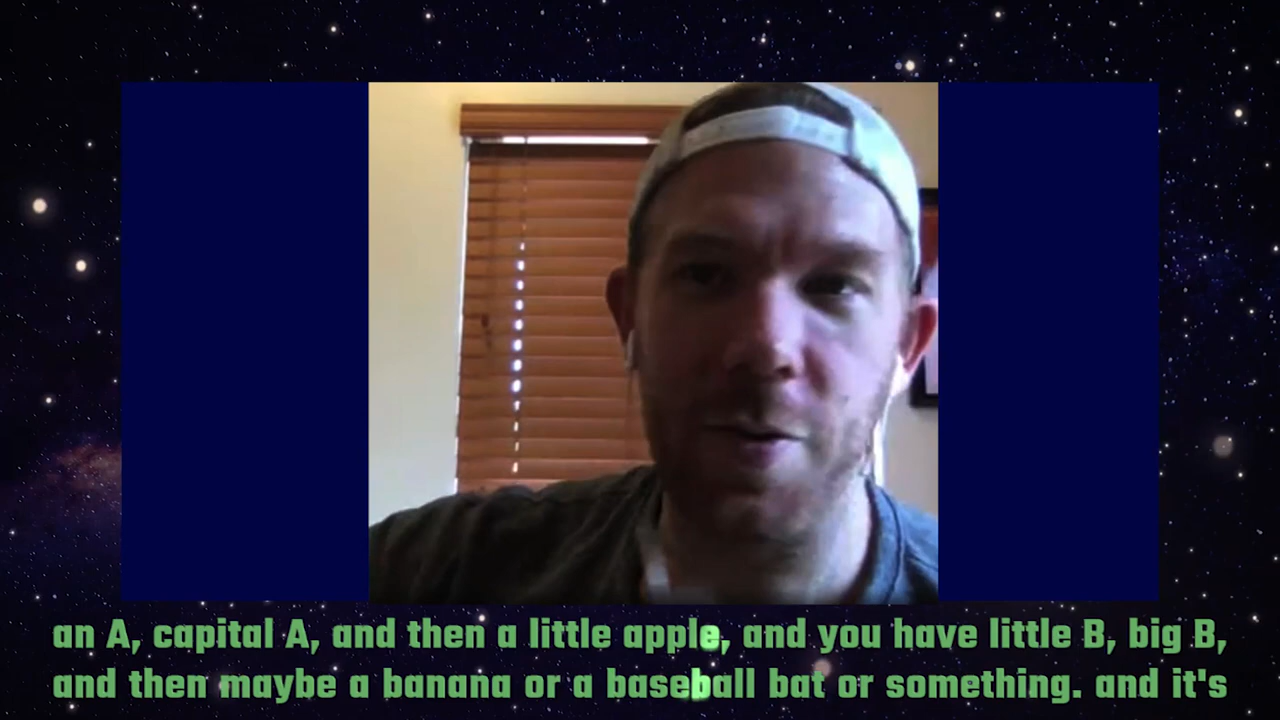 an A, capital A, and then a little apple, and you have little B, big B,
and then maybe a banana or a baseball bat or something. and it's